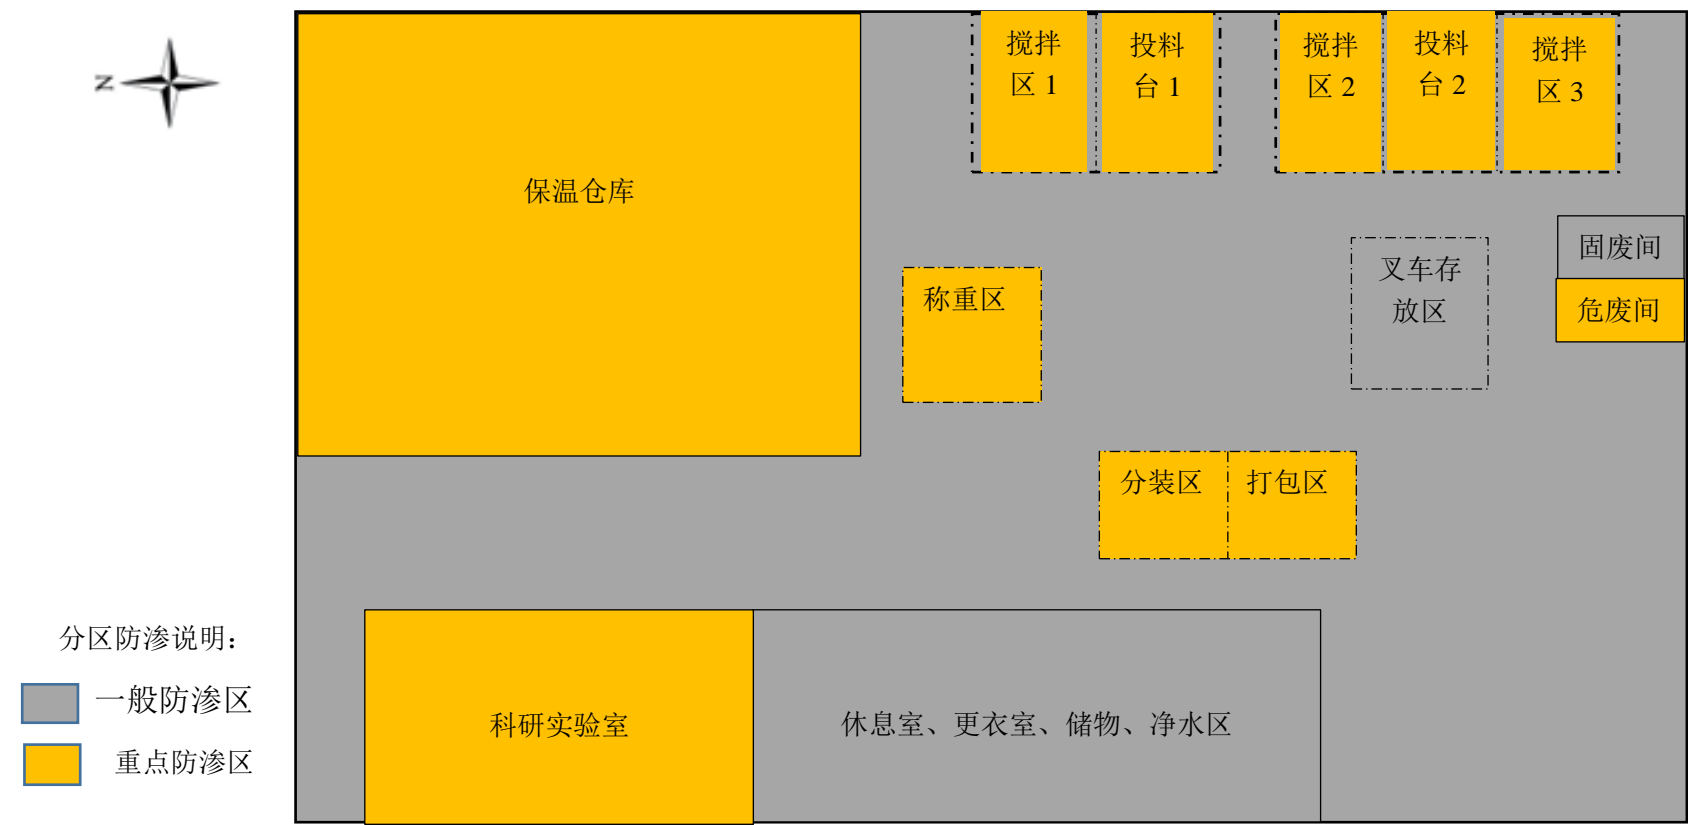 N
搅拌
区 1
投料
台 1
搅拌
区 2
投料
台 2
搅拌
区 3
保温仓库
固废间
叉车存
放区
危废间
称重区
分装区
打包区
分区防渗说明：
一般防渗区
重点防渗区
科研实验室
休息室、更衣室、储物、净水区